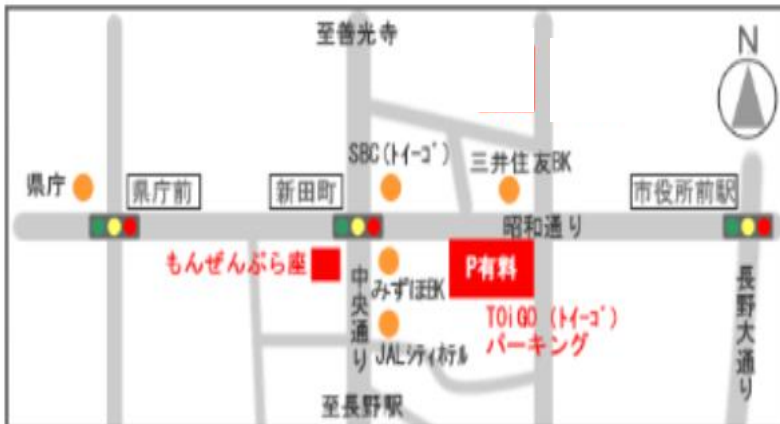 至善光寺
N
SBC(トイーゴ)
三井住友BK
県庁
県庁前
新田町
市役所前駅
昭和通り
もんぜんぷら座
中央通り
みずほBK
P有料
TOiGO (トイーゴ)
パーキング
長野大通り
JALシティホテル
至長野駅